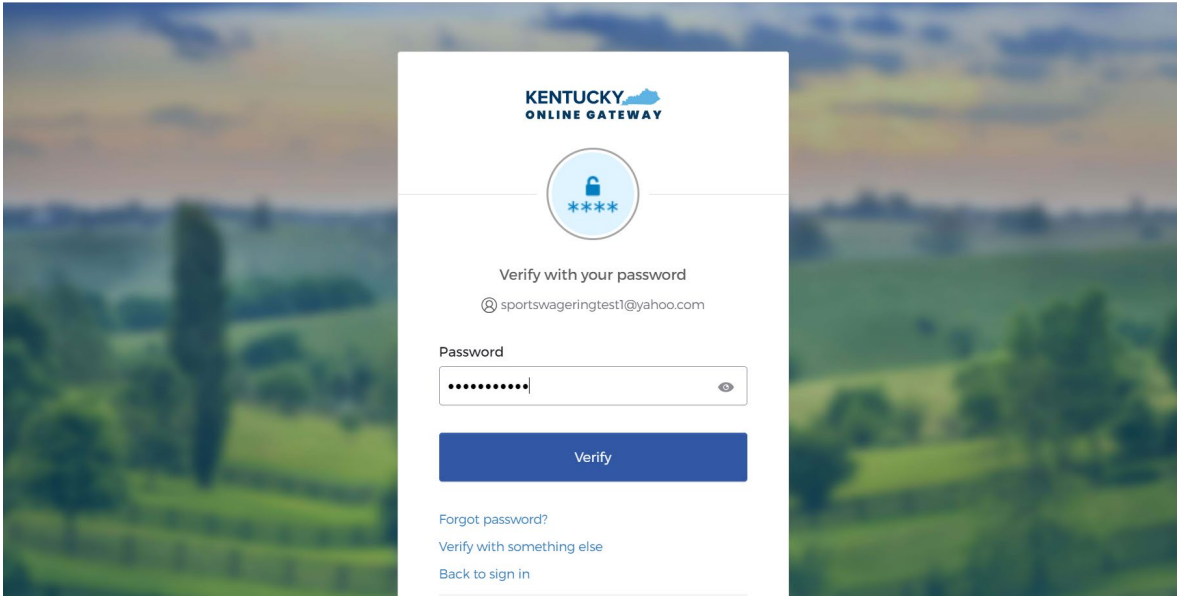 KENTUCKY
ONLINE GATEWAY
****
Verify with your password
sportswageringtest1@yahoo.com
Password
•••••••••••
Verify
Forgot password?
Verify with something else
Back to sign in